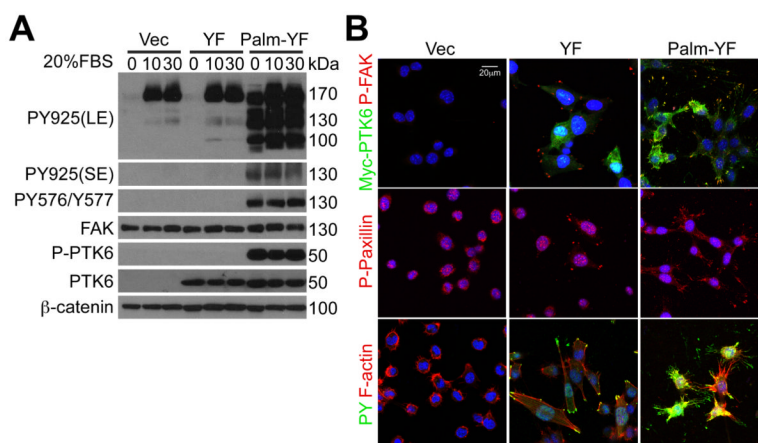 A
Vec YF Palm-YF
20%FBS 0 10 30 0 10 30 0 10 30 kDa
170
PY925(LE) 130
100
PY925(SE) 130
PY576/Y577 130
FAK 130
P-PTK6 50
PTK6 50
β-catenin 100
B
Vec YF Palm-YF
20μm
Myc-PTK6 P-FAK
P-Paxillin
PY F-actin